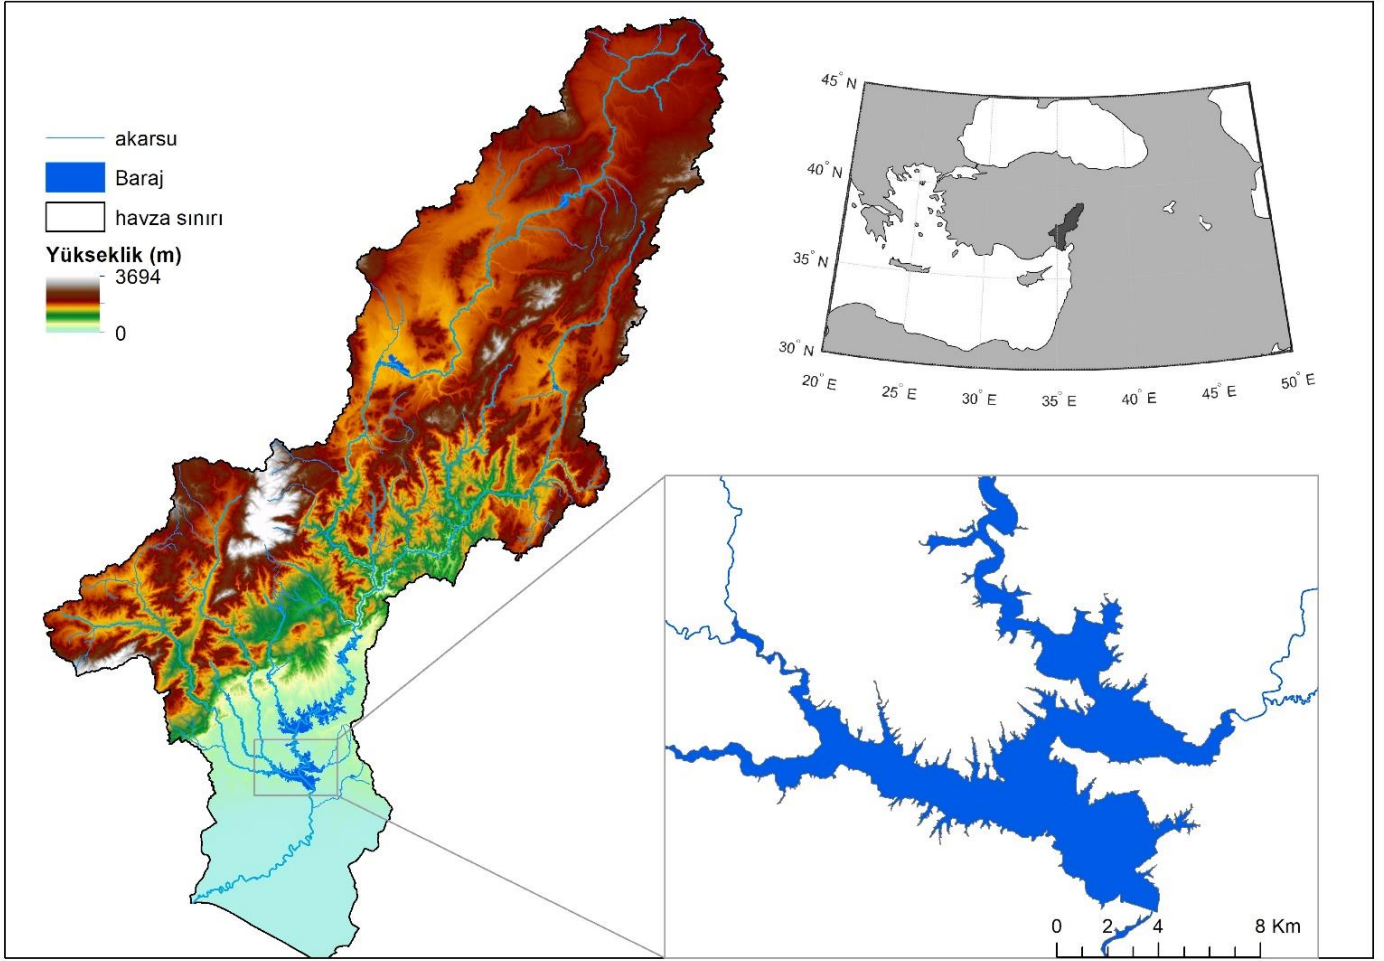 akarsu
Baraj
havza sınırı
Yükseklik (m)
3694
0
45° N
40° N
35° N
30° N
20° E
25° E
30° E
35° E
40° E
45° E
50° E
0 2 4 8 Km